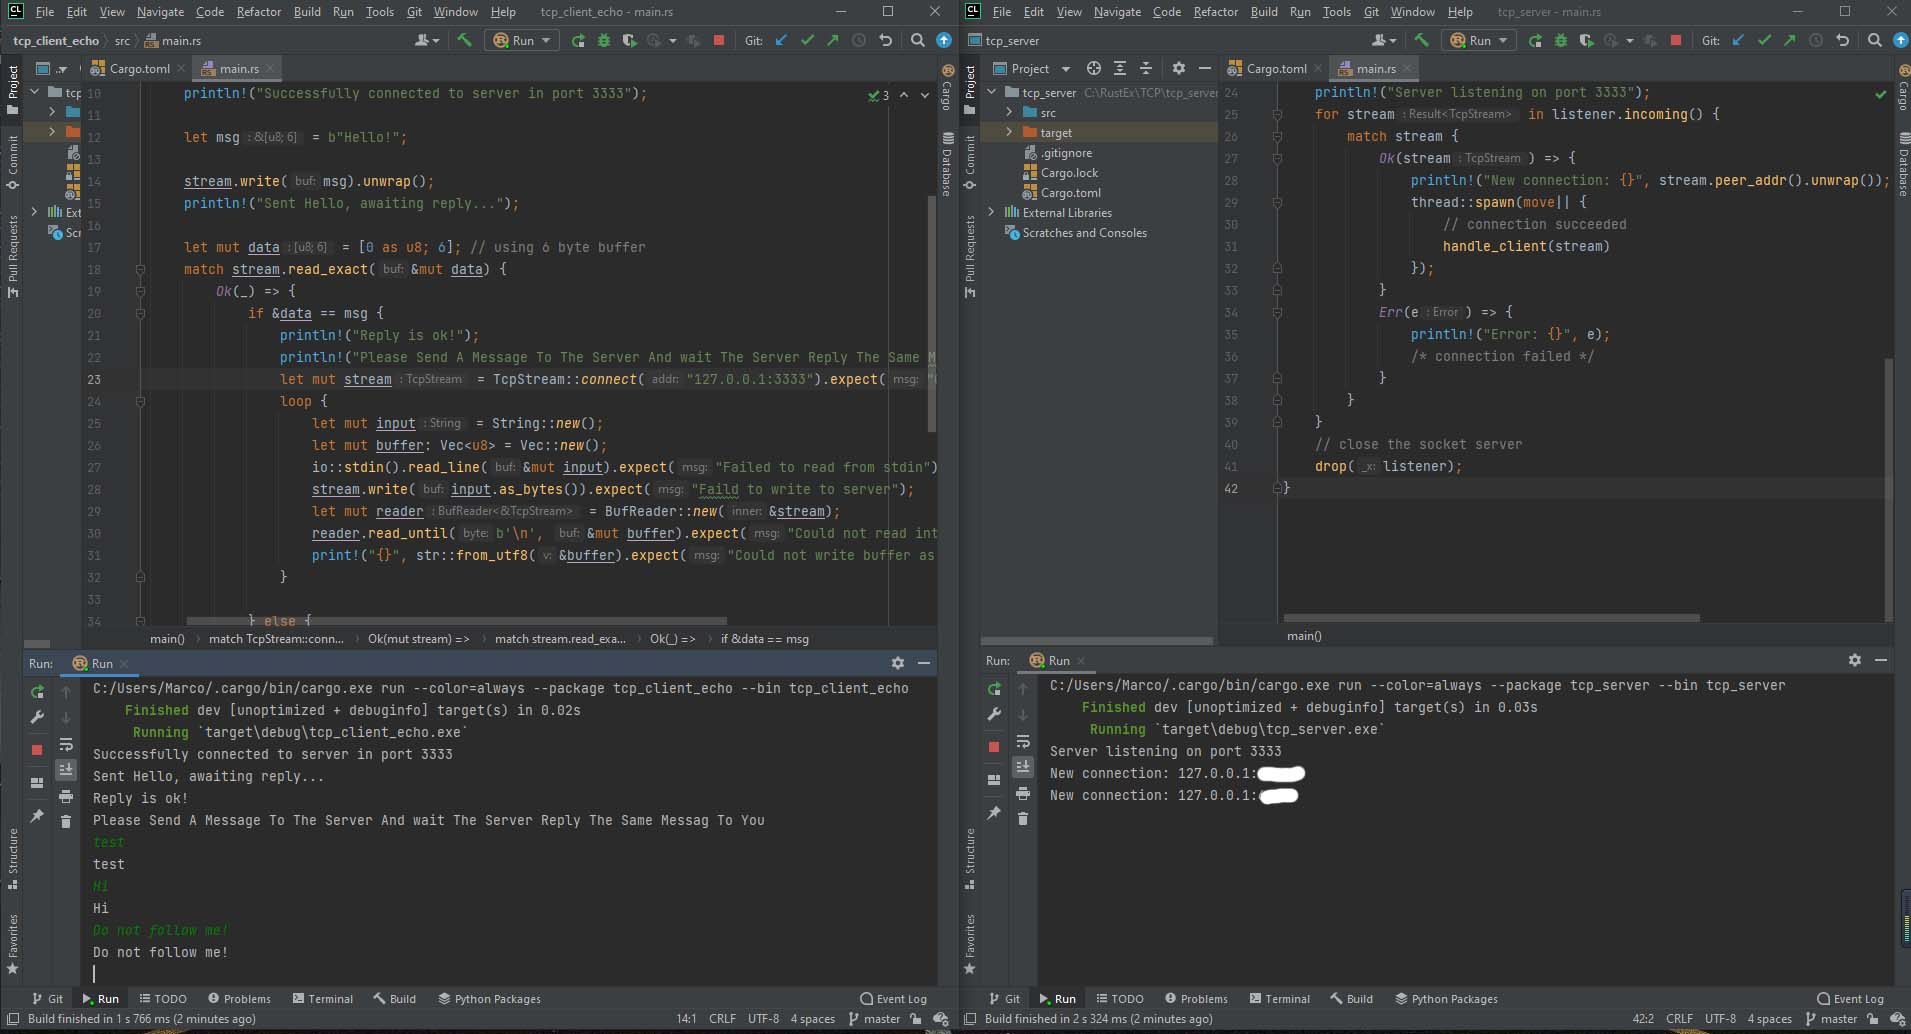 CL File Edit View Navigate Code Refactor Build Run Tools Git Window Help tcp_client_echo - main.rs
tcp_client_echo src main.rs Run Git:
Project .. Cargo.toml main.rs
tcp
Ext
Scr
Project
Commit
Pull Requests
Structure
Favorites
Cargo
Database
3
10 println!("Successfully connected to server in port 3333");
11
12 let msg : &[u8; 6] = b"Hello!";
13
14 stream.write( buf: msg).unwrap();
15 println!("Sent Hello, awaiting reply...");
16
17 let mut data : [u8; 6] = [0 as u8; 6]; // using 6 byte buffer
18 match stream.read_exact( buf: &mut data) {
19 Ok(_) => {
20 if &data == msg {
21 println!("Reply is ok!");
22 println!("Please Send A Message To The Server And wait The Server Reply The Same M
23 let mut stream : TcpStream = TcpStream::connect( addr: "127.0.0.1:3333").expect( msg: "
24 loop {
25 let mut input : String = String::new();
26 let mut buffer: Vec<u8> = Vec::new();
27 io::stdin().read_line( buf: &mut input).expect( msg: "Failed to read from stdin")
28 stream.write( buf: input.as_bytes()).expect( msg: "Faild to write to server");
29 let mut reader : BufReader<&TcpStream> = BufReader::new( inner: &stream);
30 reader.read_until( byte: b'\n', buf: &mut buffer).expect( msg: "Could not read int
31 print!("{}", str::from_utf8( v: &buffer).expect( msg: "Could not write buffer as
32 }
33
34 } else {
main() match TcpStream::conn... Ok(mut stream) => match stream.read_exa... Ok(_) => if &data == msg
Run: Run
C:/Users/Marco/.cargo/bin/cargo.exe run --color=always --package tcp_client_echo --bin tcp_client_echo
Finished dev [unoptimized + debuginfo] target(s) in 0.02s
Running `target\debug\tcp_client_echo.exe`
Successfully connected to server in port 3333
Sent Hello, awaiting reply...
Reply is ok!
Please Send A Message To The Server And wait The Server Reply The Same Messag To You
test
test
Hi
Hi
Do not follow me!
Do not follow me!
Git Run TODO Problems Terminal Build Python Packages Event Log
Build finished in 1 s 766 ms (2 minutes ago) 14:1 CRLF UTF-8 4 spaces master
CL File Edit View Navigate Code Refactor Build Run Tools Git Window Help tcp_server - main.rs
tcp_server Run Git:
Project Cargo.toml main.rs
tcp_server C:\RustEx\TCP\tcp_server
src
target
.gitignore
Cargo.lock
Cargo.toml
External Libraries
Scratches and Consoles
Project
Commit
Pull Requests
Structure
Favorites
Cargo
Database
24 println!("Server listening on port 3333");
25 for stream : Result<TcpStream> in listener.incoming() {
26 match stream {
27 Ok(stream : TcpStream ) => {
28 println!("New connection: {}", stream.peer_addr().unwrap());
29 thread::spawn(move|| {
30 // connection succeeded
31 handle_client(stream)
32 });
33 }
34 Err(e : Error ) => {
35 println!("Error: {}", e);
36 /* connection failed */
37 }
38 }
39 }
40 // close the socket server
41 drop( _x: listener);
42 }
main()
Run: Run
C:/Users/Marco/.cargo/bin/cargo.exe run --color=always --package tcp_server --bin tcp_server
Finished dev [unoptimized + debuginfo] target(s) in 0.03s
Running `target\debug\tcp_server.exe`
Server listening on port 3333
New connection: 127.0.0.1:
New connection: 127.0.0.1:
Git Run TODO Problems Terminal Build Python Packages Event Log
Build finished in 2 s 324 ms (2 minutes ago) 42:2 CRLF UTF-8 4 spaces master